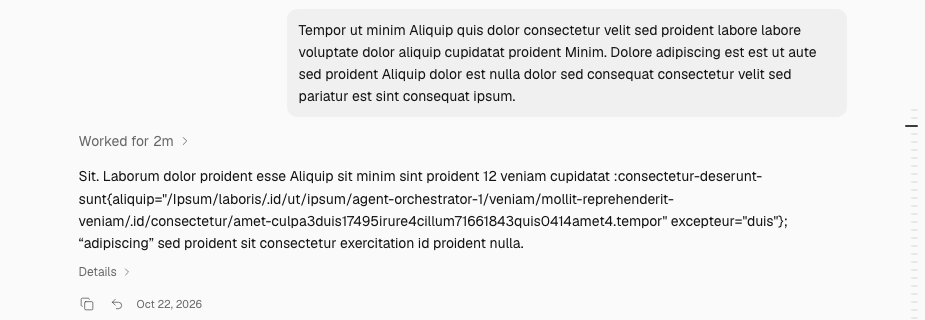 Tempor ut minim Aliquip quis dolor consectetur velit sed proident labore labore
voluptate dolor aliquip cupidatat proident Minim. Dolore adipiscing est est ut aute
sed proident Aliquip dolor est nulla dolor sed consequat consectetur velit sed
pariatur est sint consequat ipsum.
Worked for 2m
Sit. Laborum dolor proident esse Aliquip sit minim sint proident 12 veniam cupidatat :consectetur-deserunt-
sunt{aliquip="/Ipsum/laboris/.id/ut/ipsum/agent-orchestrator-1/veniam/mollit-reprehenderit-
veniam/.id/consectetur/amet-culpa3duis17495irure4cillum71661843quis0414amet4.tempor" excepteur="duis"};
“adipiscing” sed proident sit consectetur exercitation id proident nulla.
Details
Oct 22, 2026